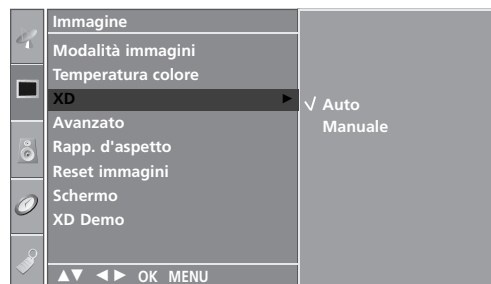 Immagine
Modalità immagini
Temperatura colore
XD
Avanzato
Rapp. d'aspetto
Reset immagini
Schermo
XD Demo
√ Auto
Manuale
▲▼ ◄► OK MENU